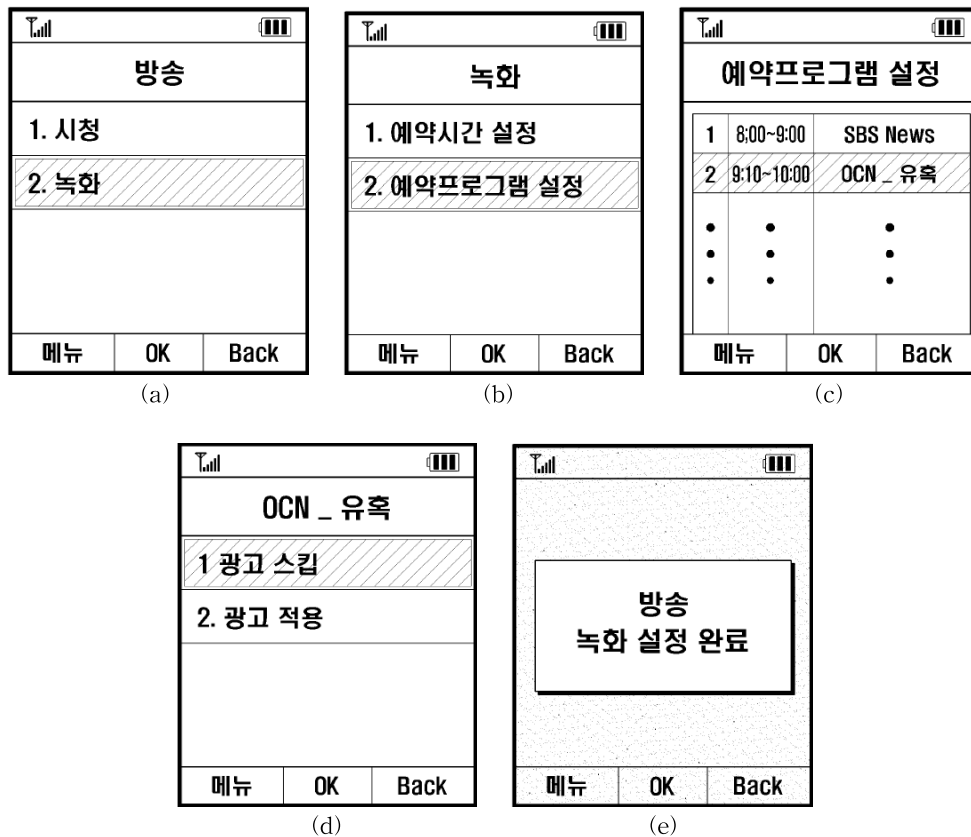 방송
1. 시청
2. 녹화
메뉴 OK Back
(a)
녹화
1. 예약시간 설정
2. 예약프로그램 설정
메뉴 OK Back
(b)
예약프로그램 설정
1 8;00~9:00 SBS News
2 9:10~10:00 OCN _ 유혹
메뉴 OK Back
(c)
OCN _ 유혹
1 광고 스킵
2. 광고 적용
메뉴 OK Back
(d)
방송
녹화 설정 완료
메뉴 OK Back
(e)